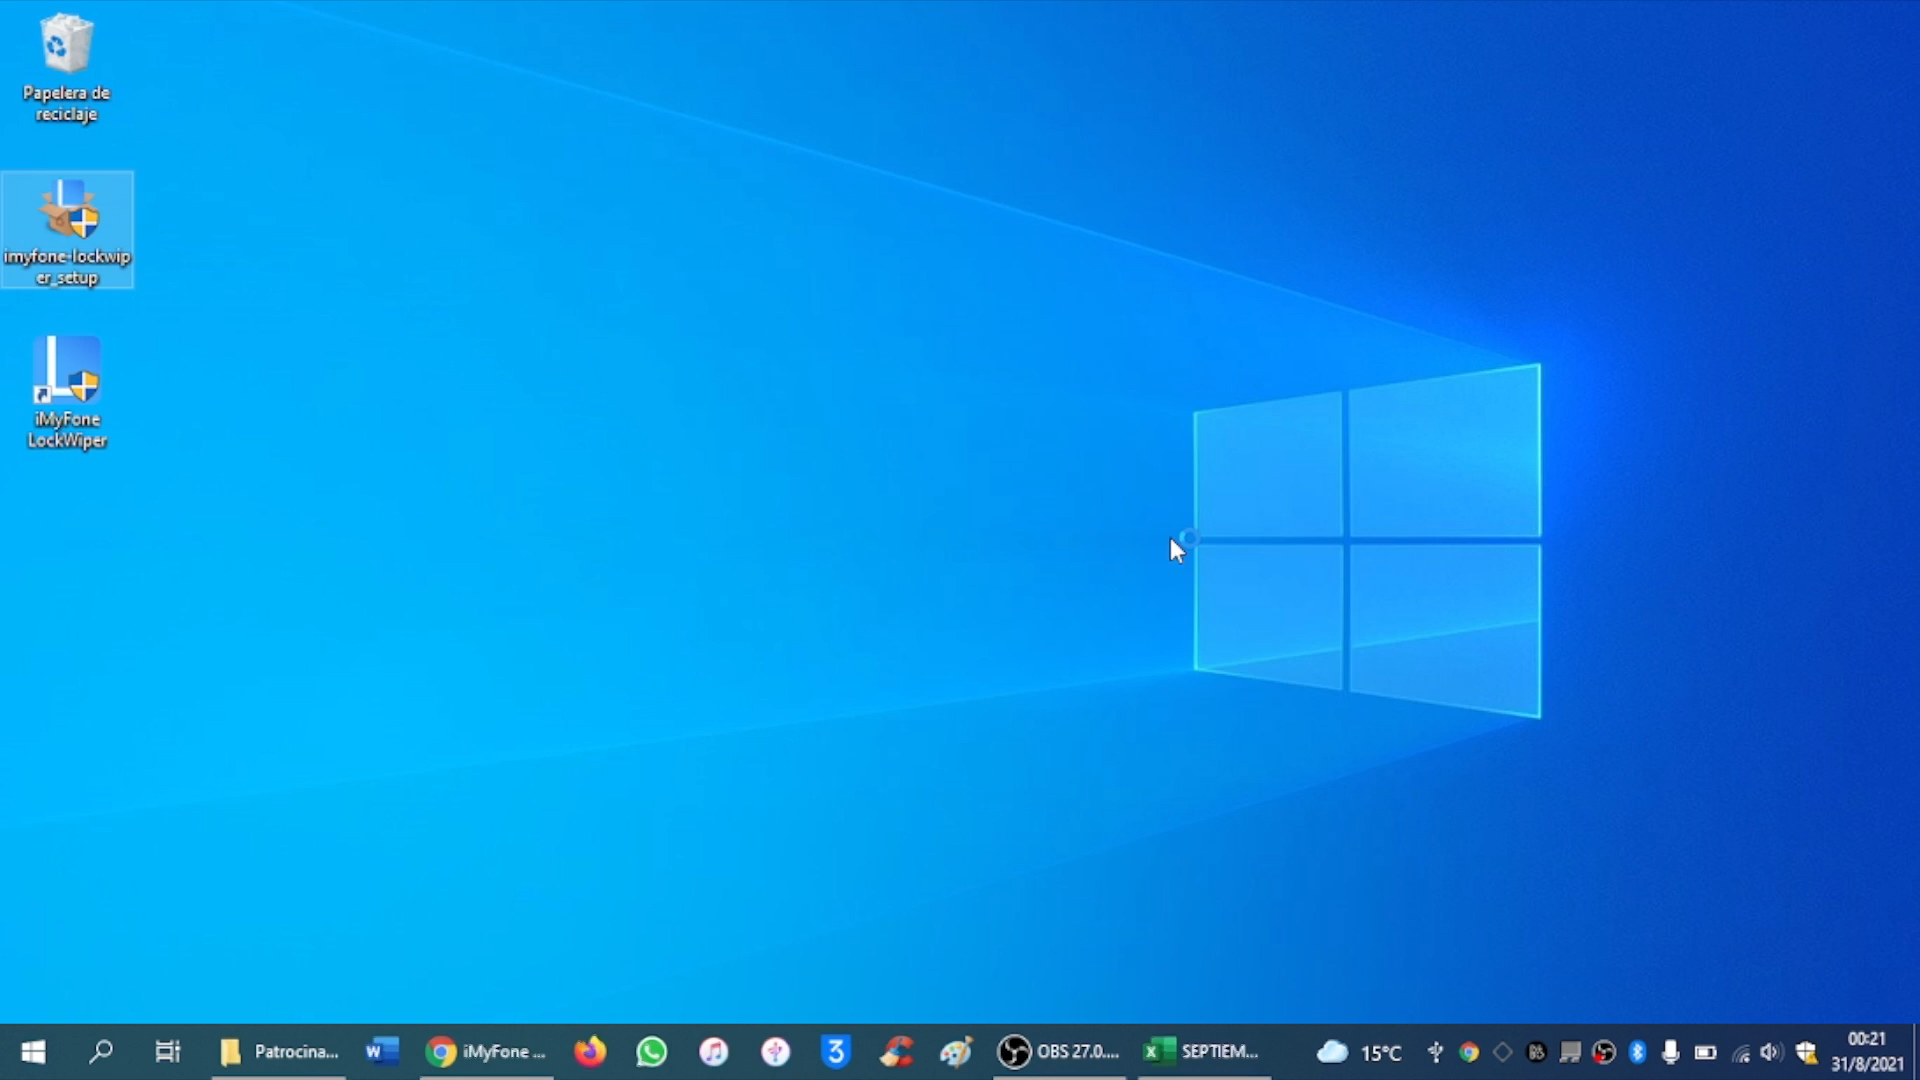 Papelera de
reciclaje
imyfone-lockwip
er_setup
iMyFone
LockWiper
Patrocina...
iMyFone ...
3
OBS 27.0....
SEPTIEM...
15°C
00:21
31/8/2021